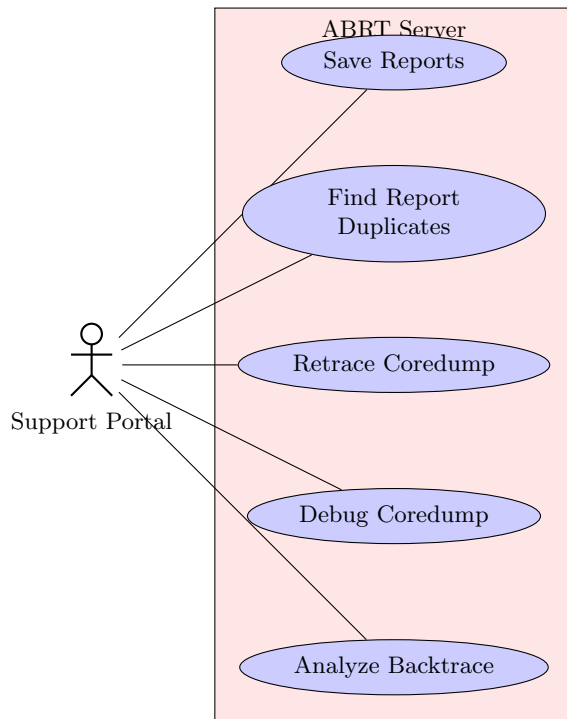 ABRT Server
Save Reports
Find Report
Duplicates
Retrace Coredump
Support Portal
Debug Coredump
Analyze Backtrace